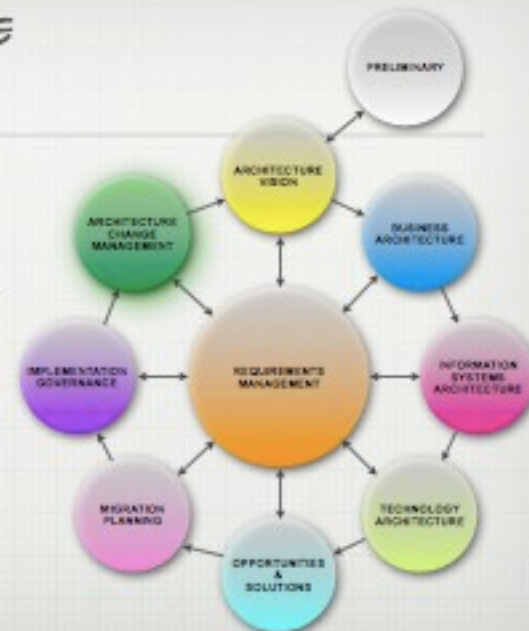 PRELIMINARY
ARCHITECTURE
VISION
ARCHITECTURE
CHANGE
MANAGEMENT
BUSINESS
ARCHITECTURE
IMPLEMENTATION
GOVERNANCE
REQUIREMENTS
MANAGEMENT
INFORMATION
SYSTEMS
ARCHITECTURE
MIGRATION
PLANNING
TECHNOLOGY
ARCHITECTURE
OPPORTUNITIES
&
SOLUTIONS